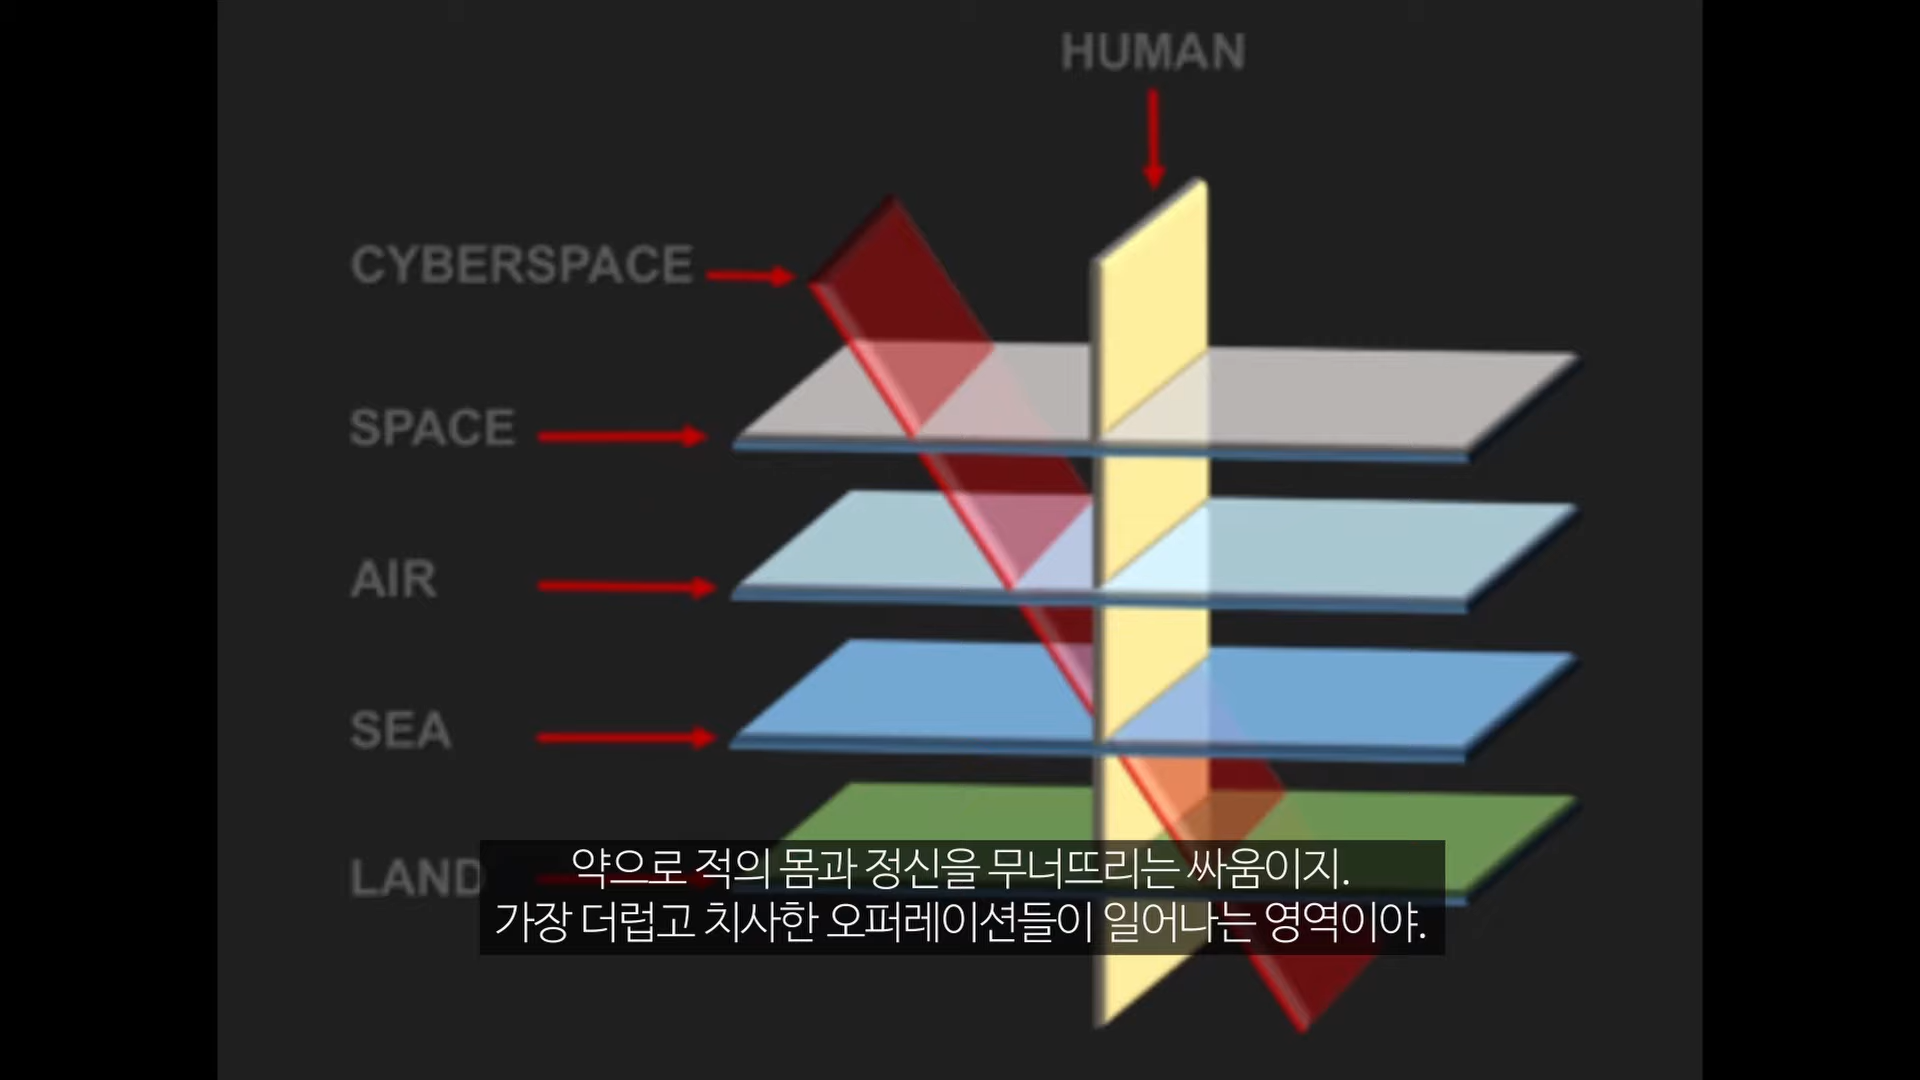 HUMAN
CYBERSPACE
SPACE
AIR
SEA
LAND
약으로 적의 몸과 정신을 무너뜨리는 싸움이지.
가장 더럽고 치사한 오퍼레이션들이 일어나는 영역이야.